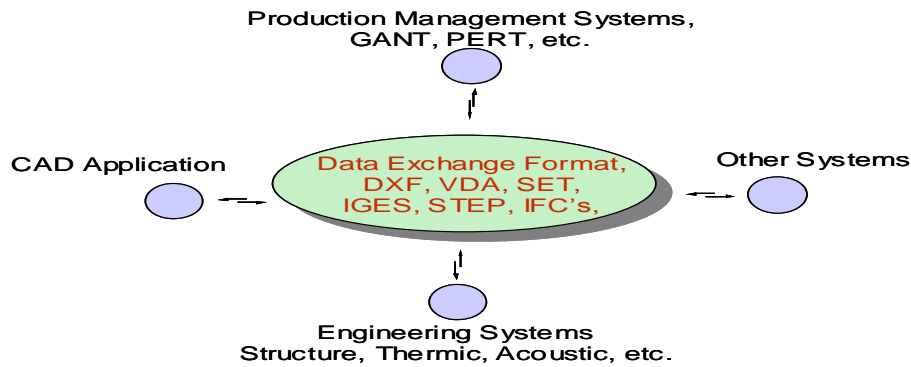 Production Management Systems,
GANT, PERT, etc.
CAD Application
Data Exchange Format,
DXF, VDA, SET,
IGES, STEP, IFC's,
Other Systems
Engineering Systems
Structure, Thermic, Acoustic, etc.